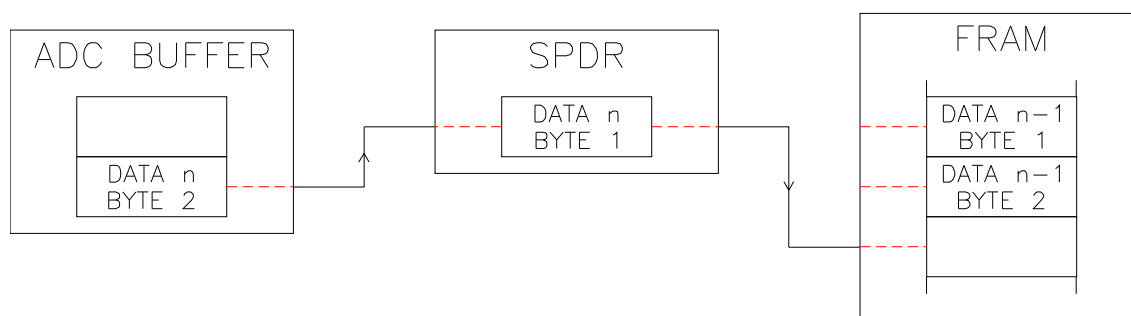 ADC BUFFER
DATA n
BYTE 2
SPDR
DATA n
BYTE 1
FRAM
DATA n-1
BYTE 1
DATA n-1
BYTE 2